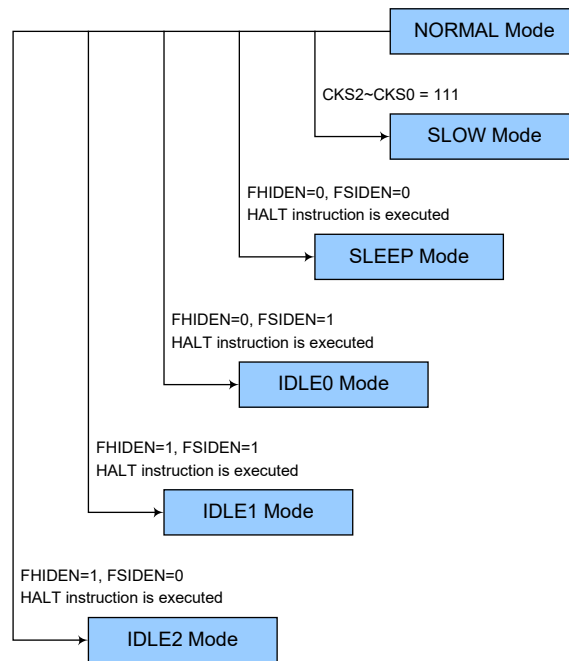 NORMAL Mode
CKS2~CKS0 = 111
SLOW Mode
FHIDEN=0, FSIDEN=0
HALT instruction is executed
SLEEP Mode
FHIDEN=0, FSIDEN=1
HALT instruction is executed
IDLE0 Mode
FHIDEN=1, FSIDEN=1
HALT instruction is executed
IDLE1 Mode
FHIDEN=1, FSIDEN=0
HALT instruction is executed
IDLE2 Mode